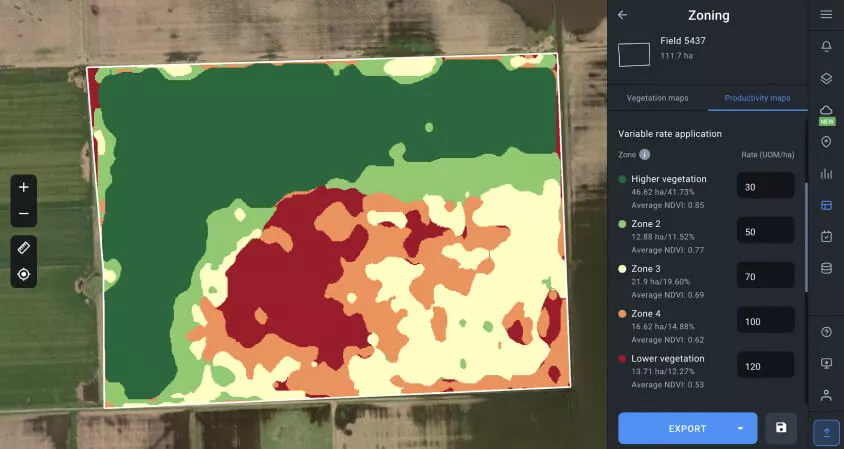 Zoning
Field 5437
111.7 ha
Vegetation maps
Productivity maps
NEW
Variable rate application
Zone
Rate (UOM/ha)
Higher vegetation
46.62 ha/41.73%
Average NDVI: 0.85
30
Zone 2
12.88 ha/11.52%
Average NDVI: 0.77
50
Zone 3
21.9 ha/19.60%
Average NDVI: 0.69
70
Zone 4
16.62 ha/14.88%
Average NDVI: 0.62
100
Lower vegetation
13.71 ha/12.27%
Average NDVI: 0.53
120
EXPORT